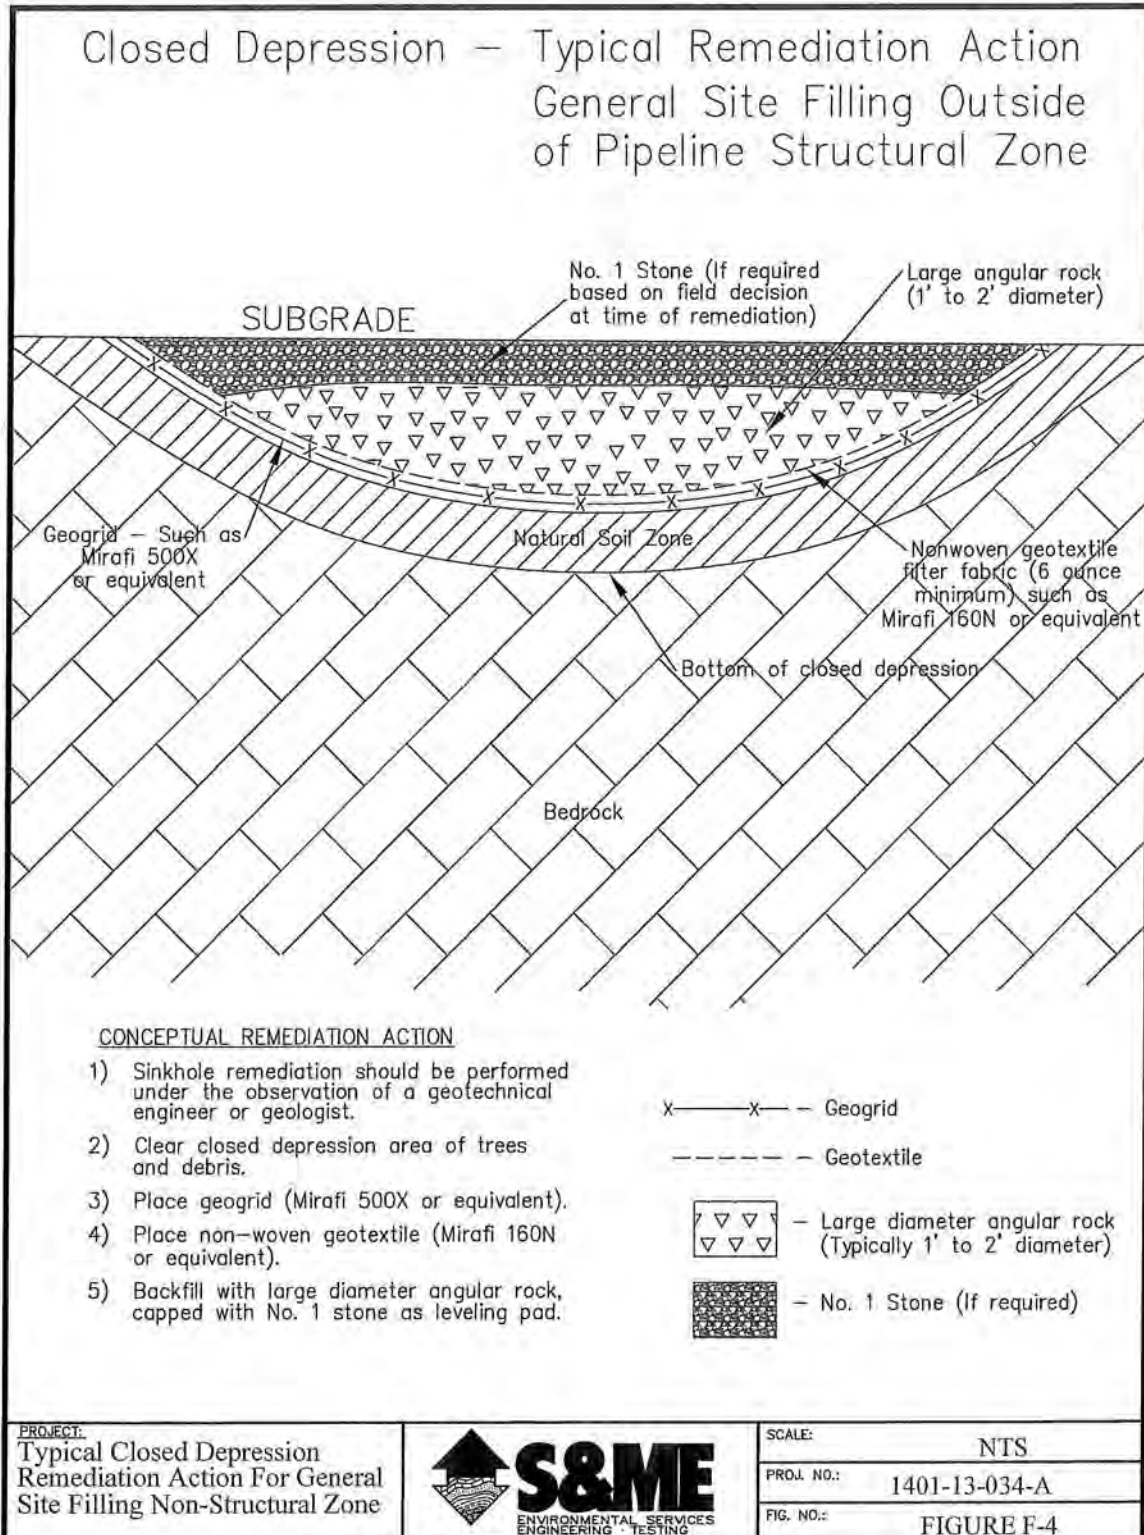 Closed Depression – Typical Remediation Action
General Site Filling Outside
of Pipeline Structural Zone
No. 1 Stone (If required
based on field decision
at time of remediation)
Large angular rock
(1' to 2' diameter)
SUBGRADE
Geogrid – Such as
Mirafi 500X
or equivalent
Natural Soil Zone
Nonwoven geotextile
filter fabric (6 ounce
minimum) such as
Mirafi 160N or equivalent
Bottom of closed depression
Bedrock
CONCEPTUAL REMEDIATION ACTION
1) Sinkhole remediation should be performed
under the observation of a geotechnical
engineer or geologist.
2) Clear closed depression area of trees
and debris.
3) Place geogrid (Mirafi 500X or equivalent).
4) Place non-woven geotextile (Mirafi 160N
or equivalent).
5) Backfill with large diameter angular rock,
capped with No. 1 stone as leveling pad.
X X – Geogrid
– Geotextile
– Large diameter angular rock
(Typically 1' to 2' diameter)
– No. 1 Stone (If required)
PROJECT:
Typical Closed Depression
Remediation Action For General
Site Filling Non-Structural Zone
S&ME
ENVIRONMENTAL SERVICES
ENGINEERING · TESTING
SCALE: NTS
PROJ. NO.: 1401-13-034-A
FIG. NO.: FIGURE F-4